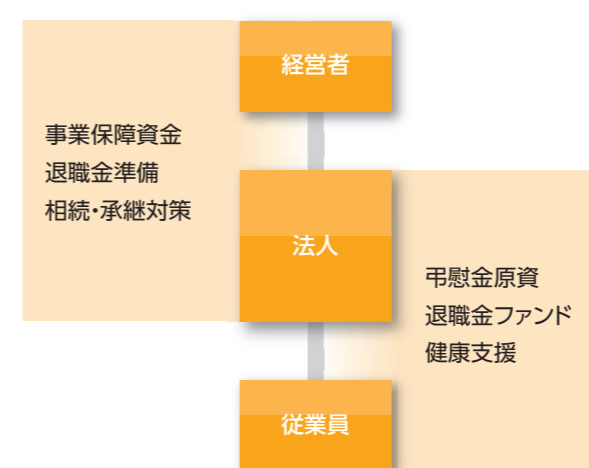 経営者
事業保障資金
退職金準備
相続・承継対策
法人
弔慰金原資
退職金ファンド
健康支援
従業員